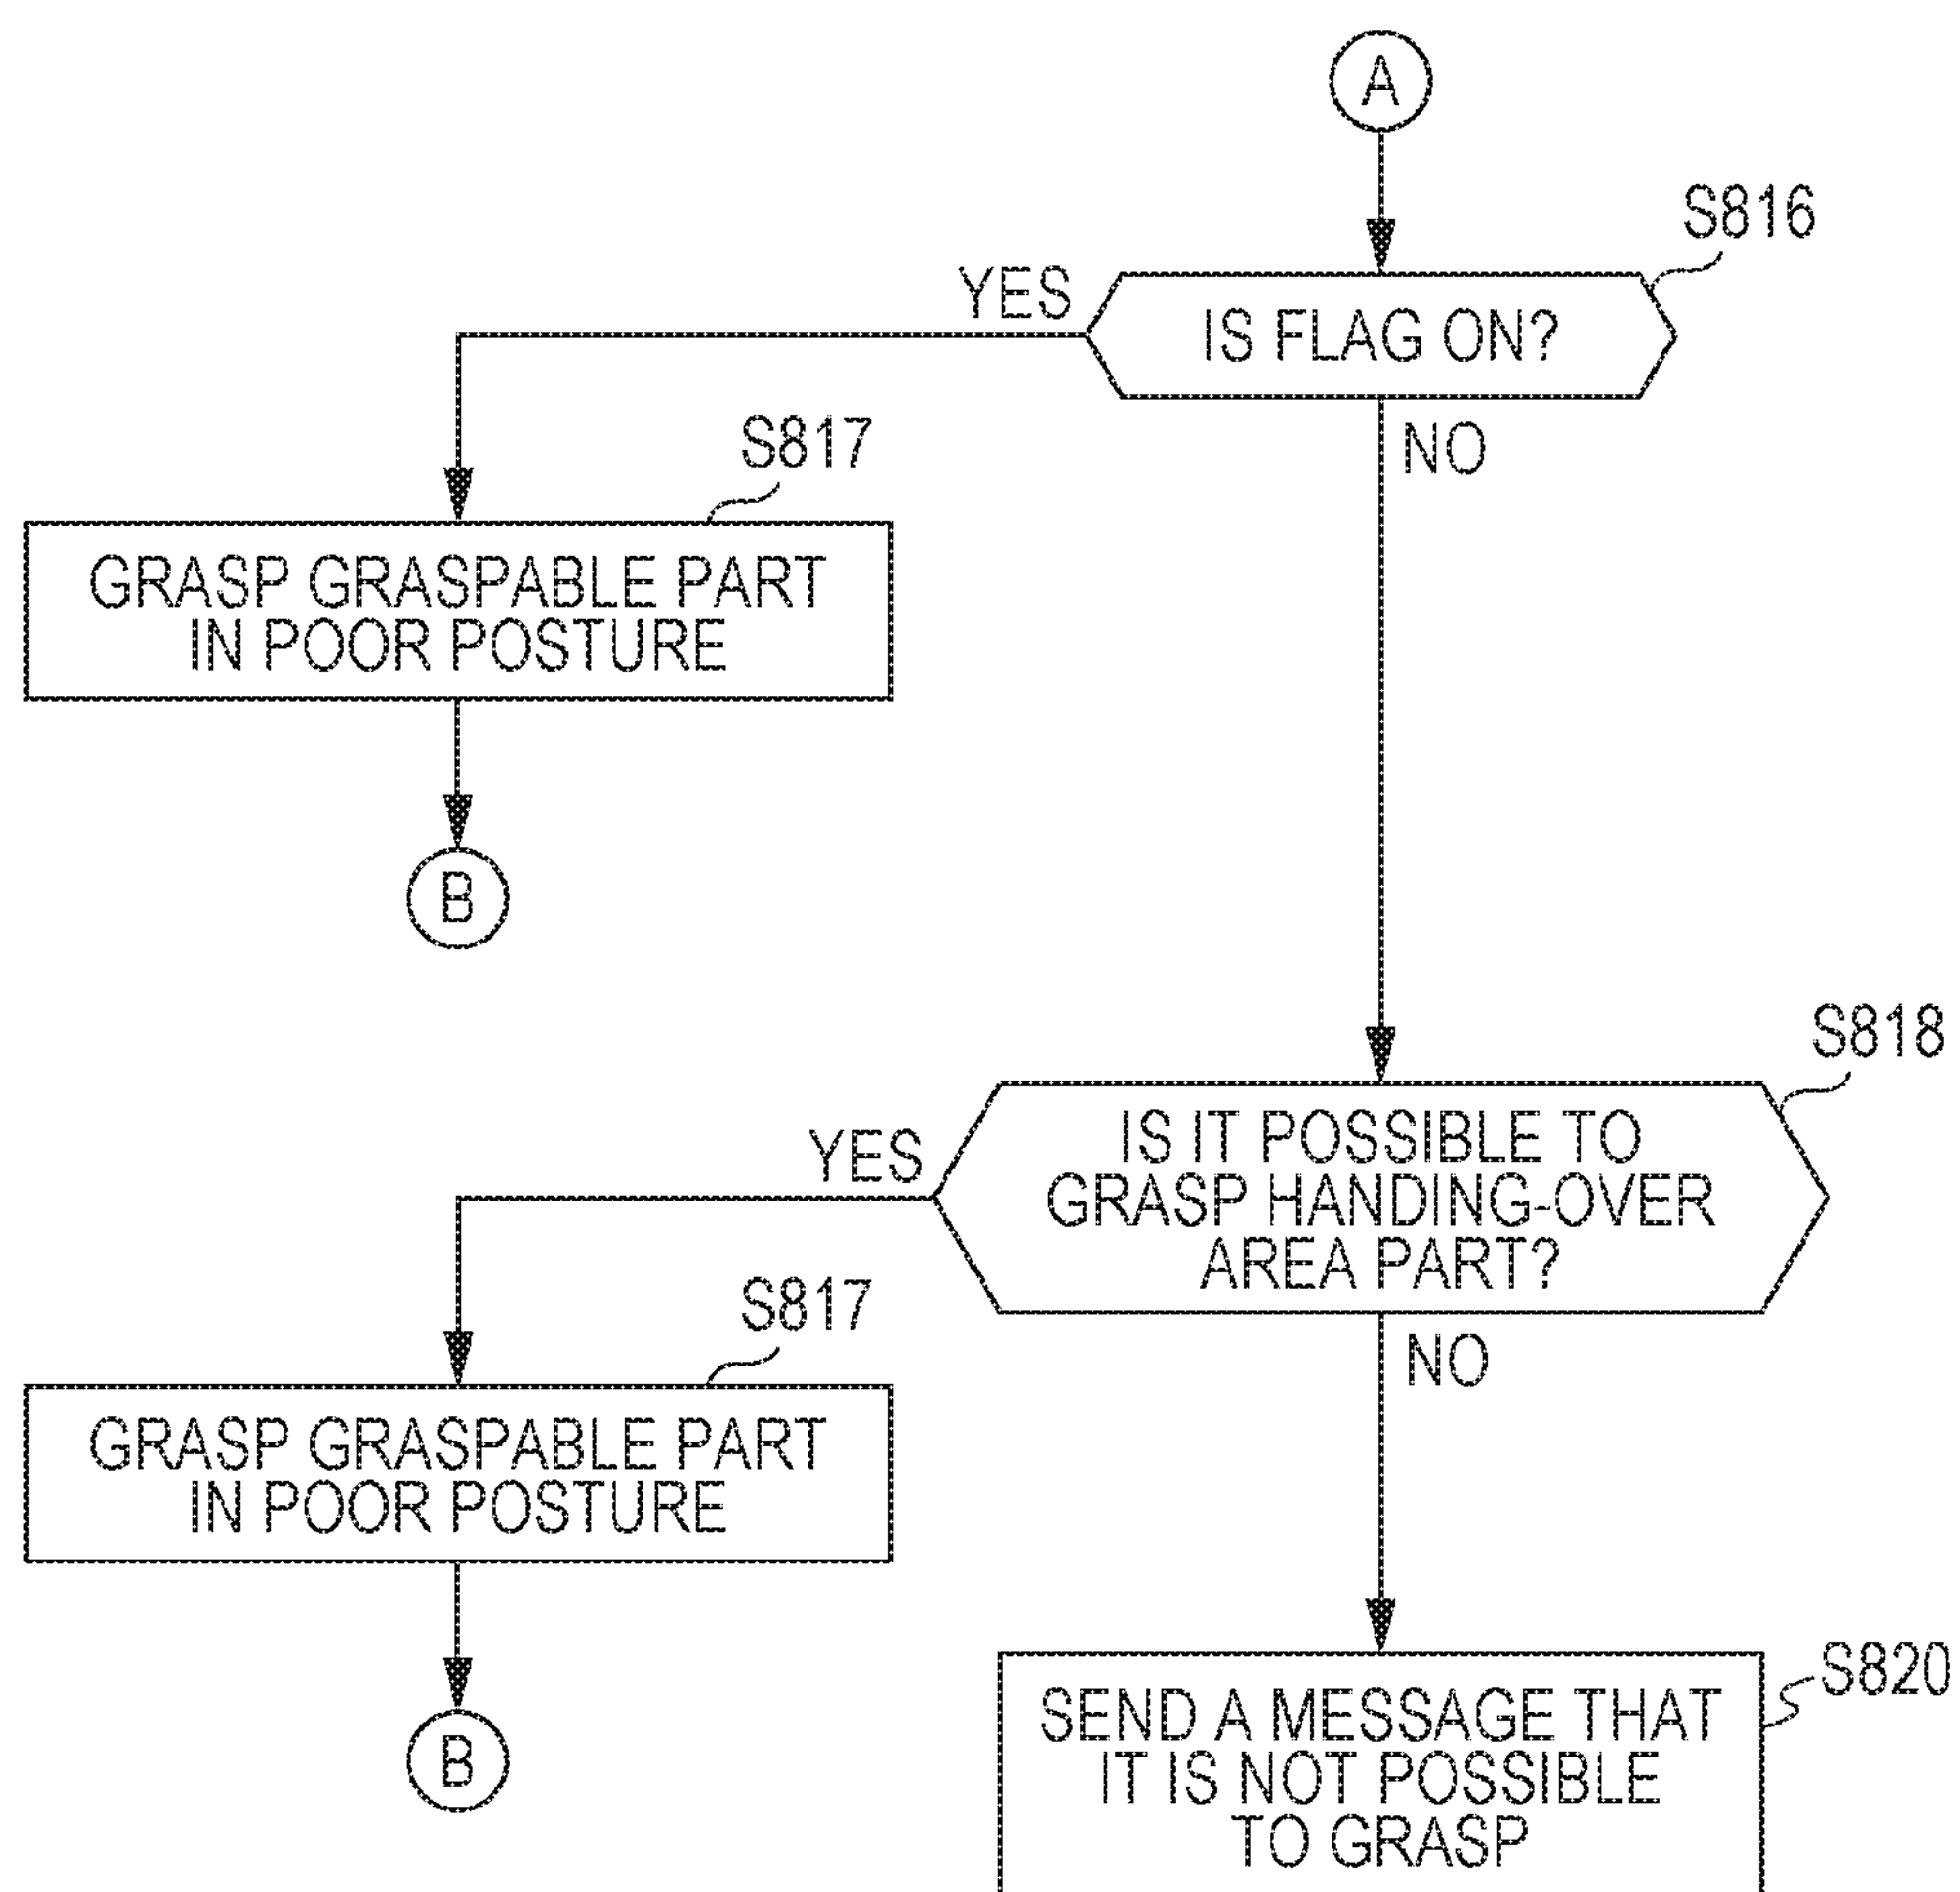 A
S816
YES
IS FLAG ON?
NO
S817
GRASP GRASPABLE PART
IN POOR POSTURE
B
S818
YES
IS IT POSSIBLE TO
GRASP HANDING-OVER
AREA PART?
NO
S817
GRASP GRASPABLE PART
IN POOR POSTURE
B
S820
SEND A MESSAGE THAT
IT IS NOT POSSIBLE
TO GRASP